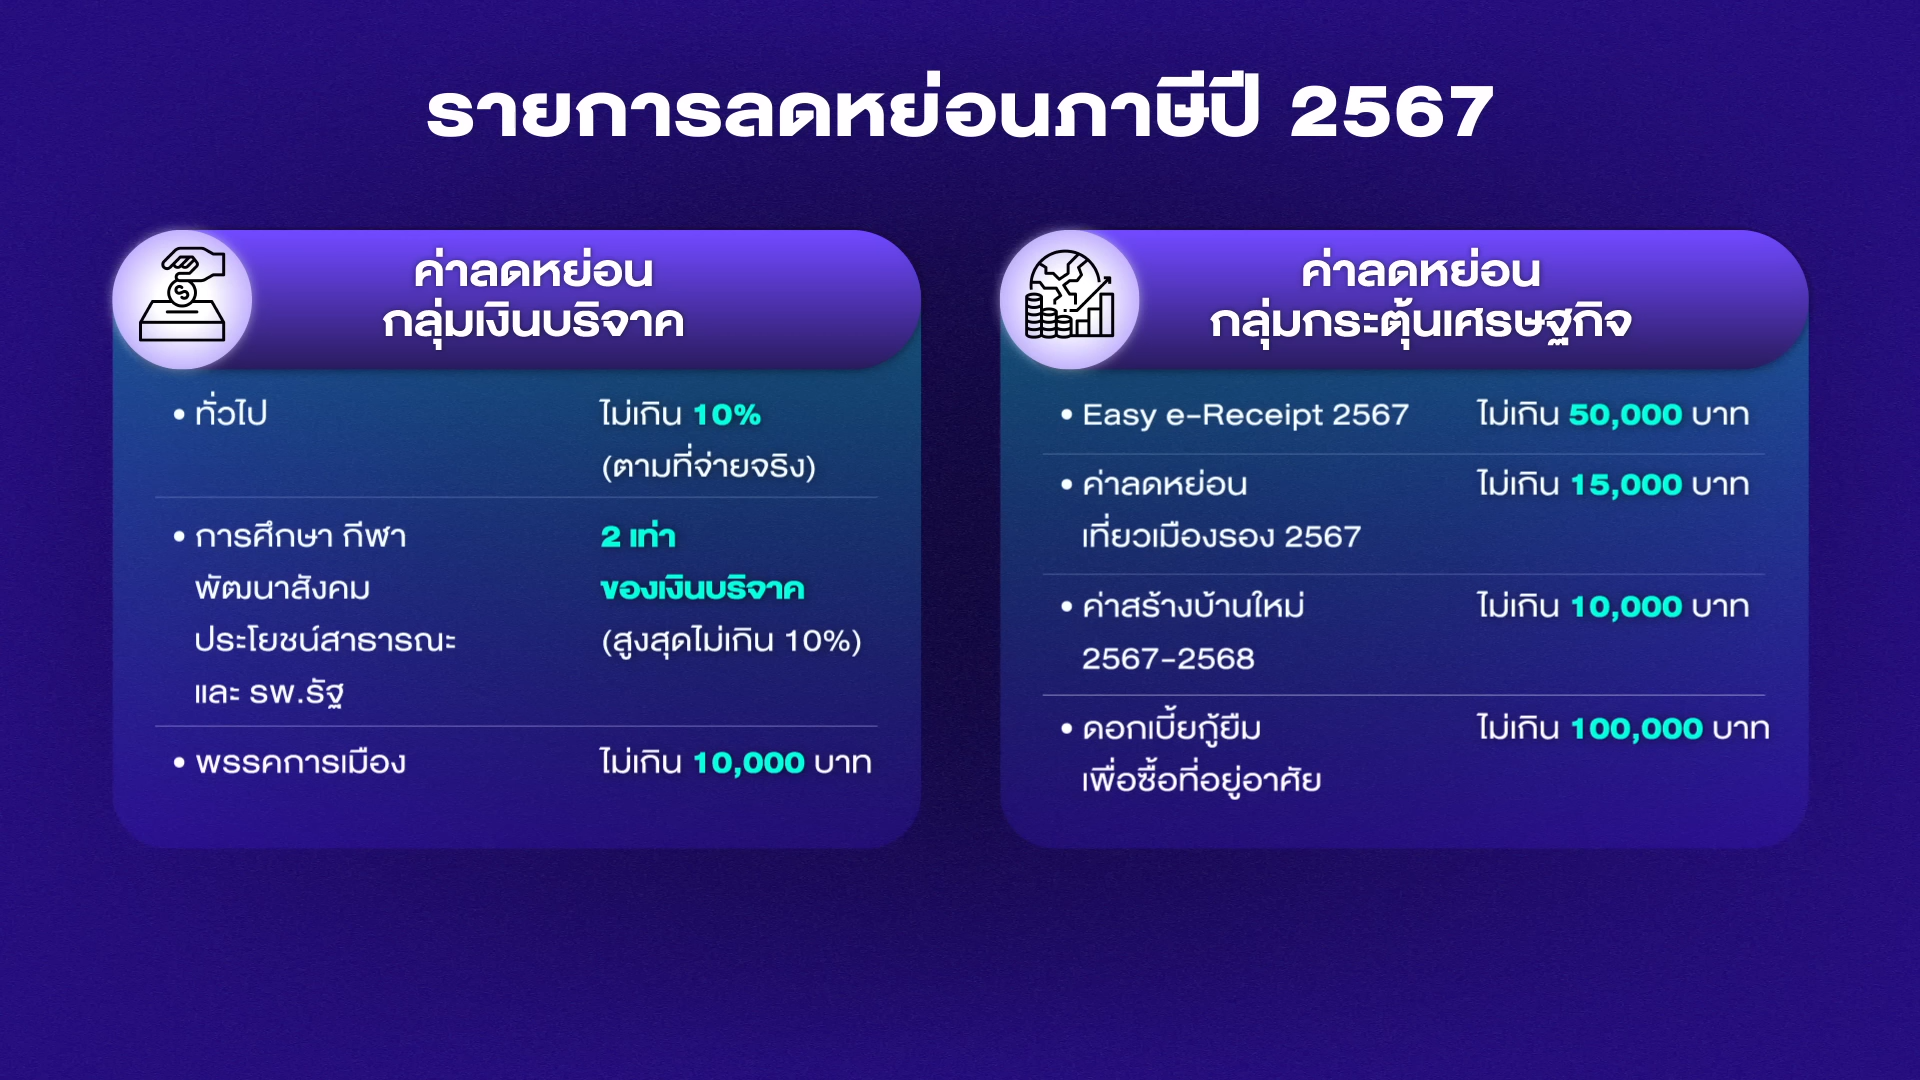 รายการลดหย่อนภาษีปี 2567
ค่าลดหย่อน
กลุ่มเงินบริจาค
• ทั่วไป ไม่เกิน 10%
(ตามที่จ่ายจริง)
• การศึกษา กีฬา 2 เท่า
พัฒนาสังคม ของเงินบริจาค
ประโยชน์สาธารณะ (สูงสุดไม่เกิน 10%)
และ รพ.รัฐ
• พรรคการเมือง ไม่เกิน 10,000 บาท
ค่าลดหย่อน
กลุ่มกระตุ้นเศรษฐกิจ
• Easy e-Receipt 2567 ไม่เกิน 50,000 บาท
• ค่าลดหย่อน ไม่เกิน 15,000 บาท
เที่ยวเมืองรอง 2567
• ค่าสร้างบ้านใหม่ ไม่เกิน 10,000 บาท
2567-2568
• ดอกเบี้ยกู้ยืม ไม่เกิน 100,000 บาท
เพื่อซื้อที่อยู่อาศัย